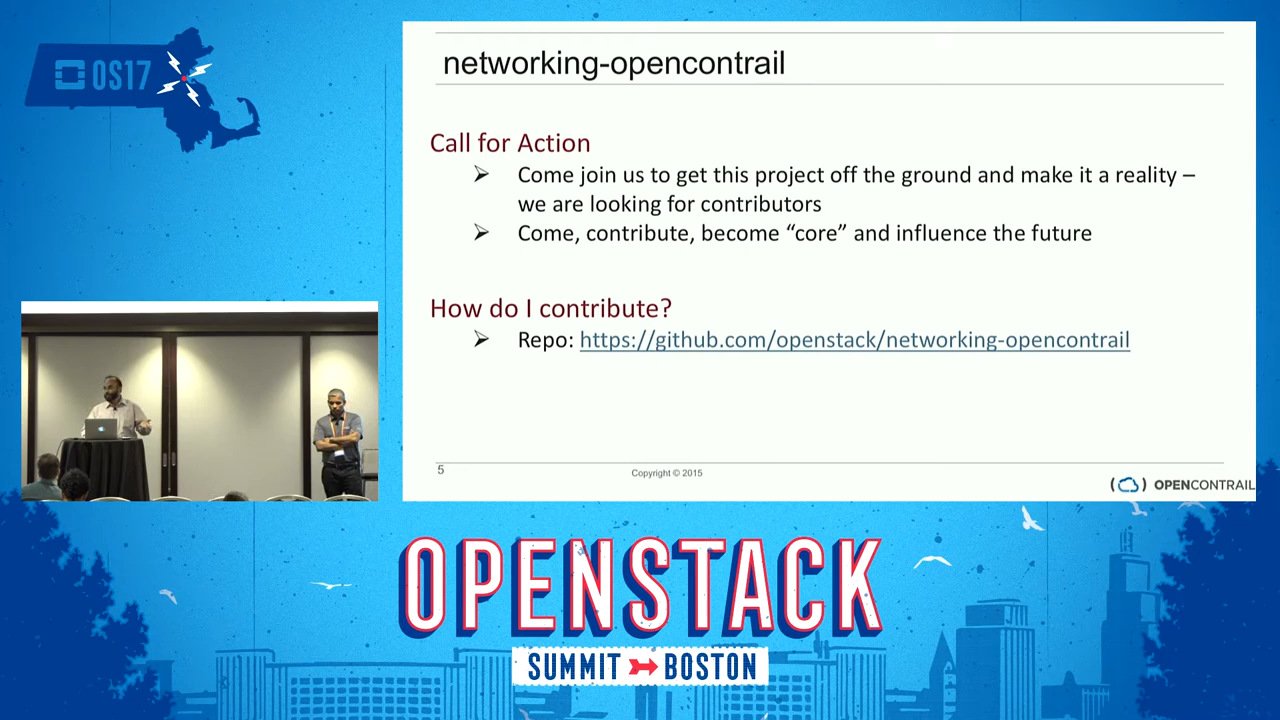 OS17
networking-opencontrail
Call for Action
➢ Come join us to get this project off the ground and make it a reality –
we are looking for contributors
➢ Come, contribute, become “core” and influence the future
How do I contribute?
➢ Repo: https://github.com/openstack/networking-opencontrail
5
Copyright © 2015
OPENCONTRAIL
OPENSTACK
SUMMIT BOSTON